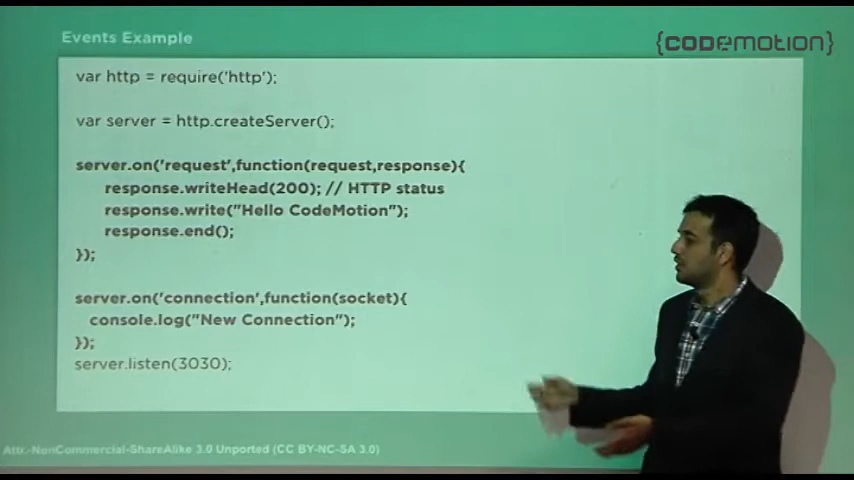 Events Example
{CODEMOTION}
var http = require('http');
var server = http.createServer();
server.on('request',function(request,response){
response.writeHead(200); // HTTP status
response.write("Hello CodeMotion");
response.end();
});
server.on('connection',function(socket){
console.log("New Connection");
});
server.listen(3030);
Attr.-NonCommercial-ShareAlike 3.0 Unported (CC BY-NC-SA 3.0)